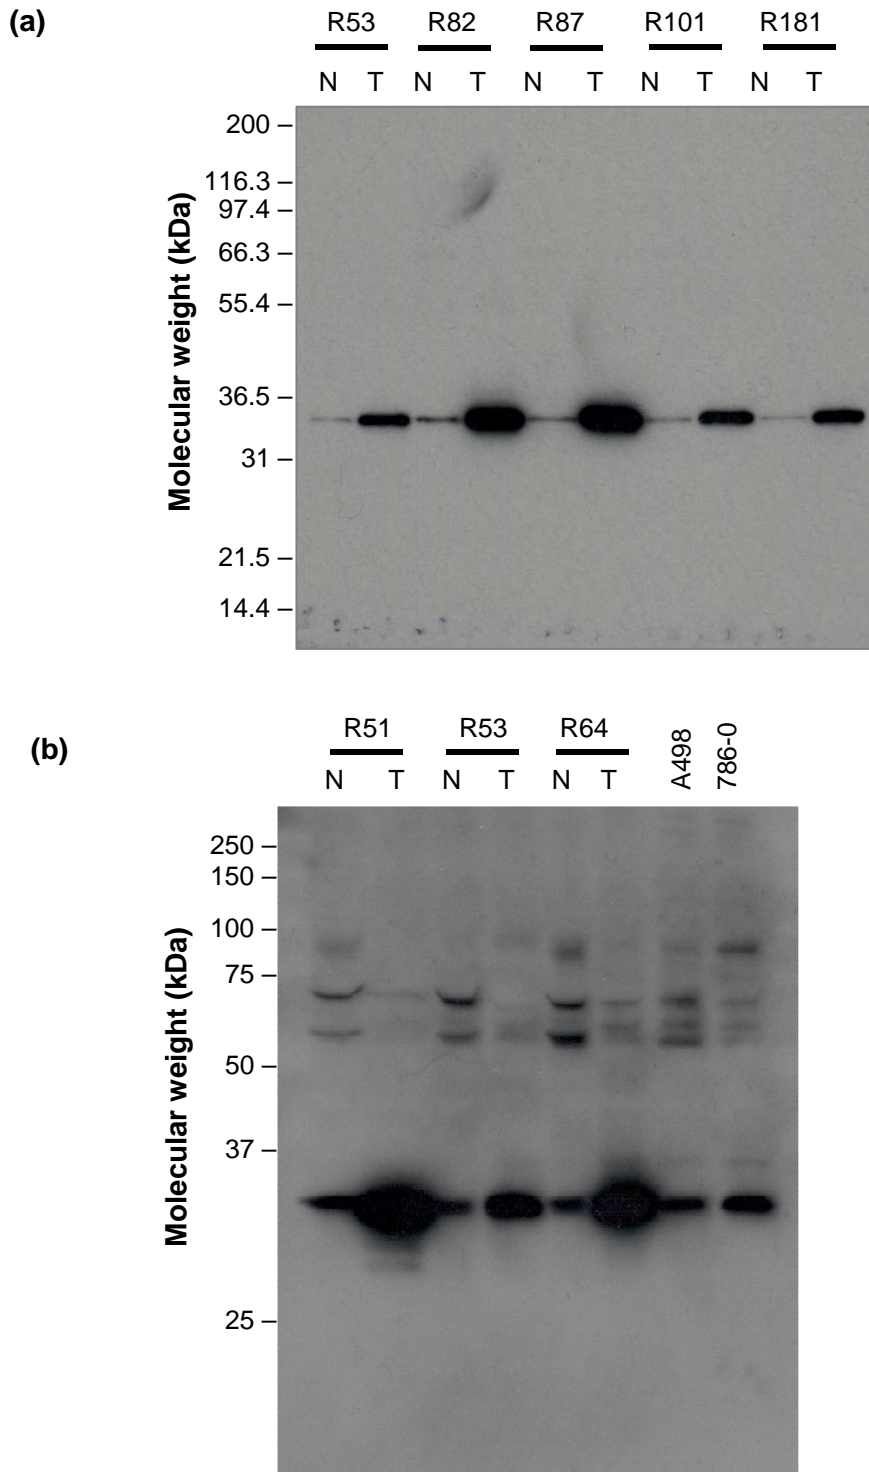 (a)
R53 R82 R87 R101 R181
N T N T N T N T N T
Molecular weight (kDa)
200 –
116.3 –
97.4 –
66.3 –
55.4 –
36.5 –
31 –
21.5 –
14.4 –
(b)
R51 R53 R64 A498 786-0
N T N T N T
Molecular weight (kDa)
250 –
150 –
100 –
75 –
50 –
37 –
25 –